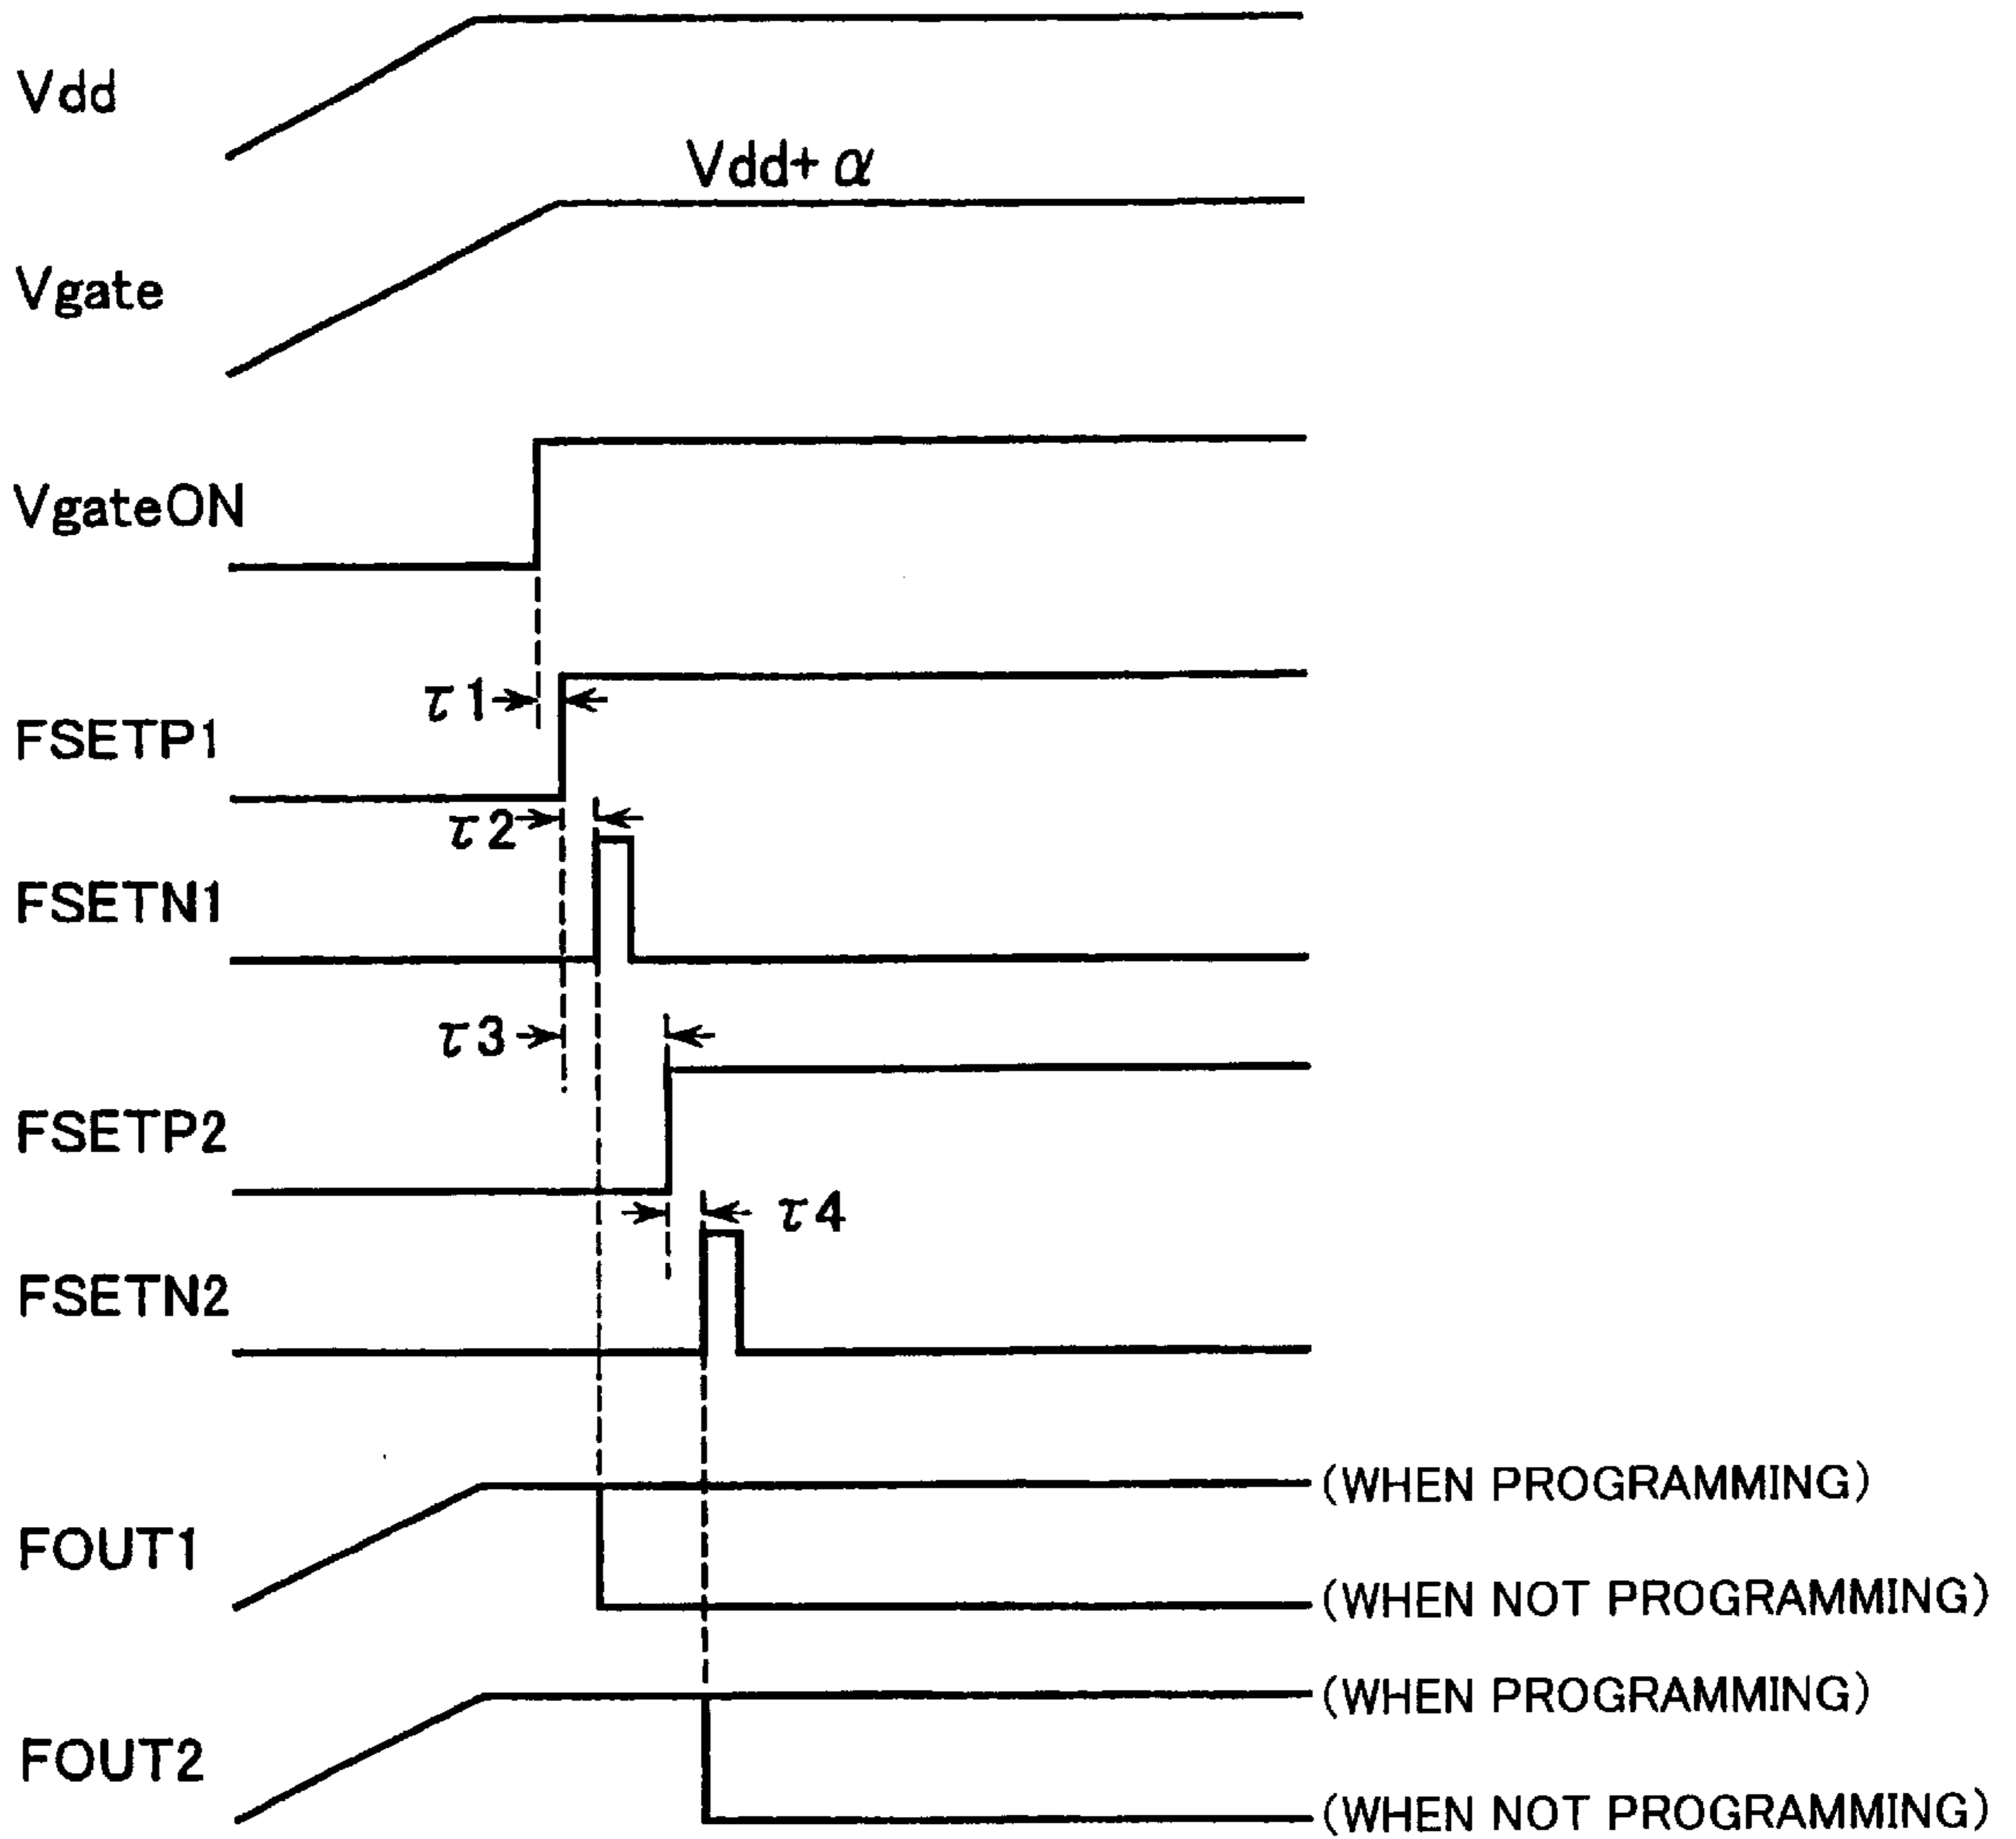 Vdd
Vdd+α
Vgate
VgateON
τ1
FSETP1
τ2
FSETN1
τ3
FSETP2
τ4
FSETN2
(WHEN PROGRAMMING)
FOUT1
(WHEN NOT PROGRAMMING)
(WHEN PROGRAMMING)
FOUT2
(WHEN NOT PROGRAMMING)